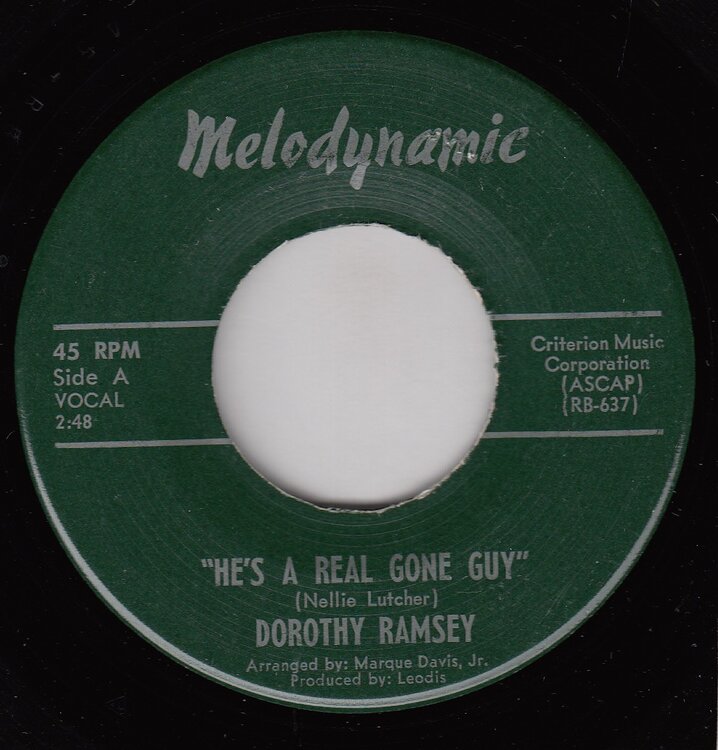 Melodynamic
45 RPM
Side A
VOCAL
2:48
Criterion Music
Corporation
(ASCAP)
(RB-637)
"HE'S A REAL GONE GUY"
(Nellie Lutcher)
DOROTHY RAMSEY
Arranged by: Marque Davis, Jr.
Produced by: Leodis